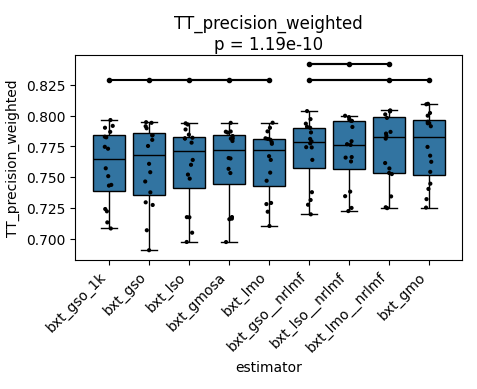 TT_precision_weighted
p = 1.19e-10
TT_precision_weighted
0.825
0.800
0.775
0.750
0.725
0.700
bxt_gso_1k
bxt_gso
bxt_lso
bxt_gmosa
bxt_lmo
bxt_gso__nrlmf
bxt_lso__nrlmf
bxt_lmo__nrlmf
bxt_gmo
estimator